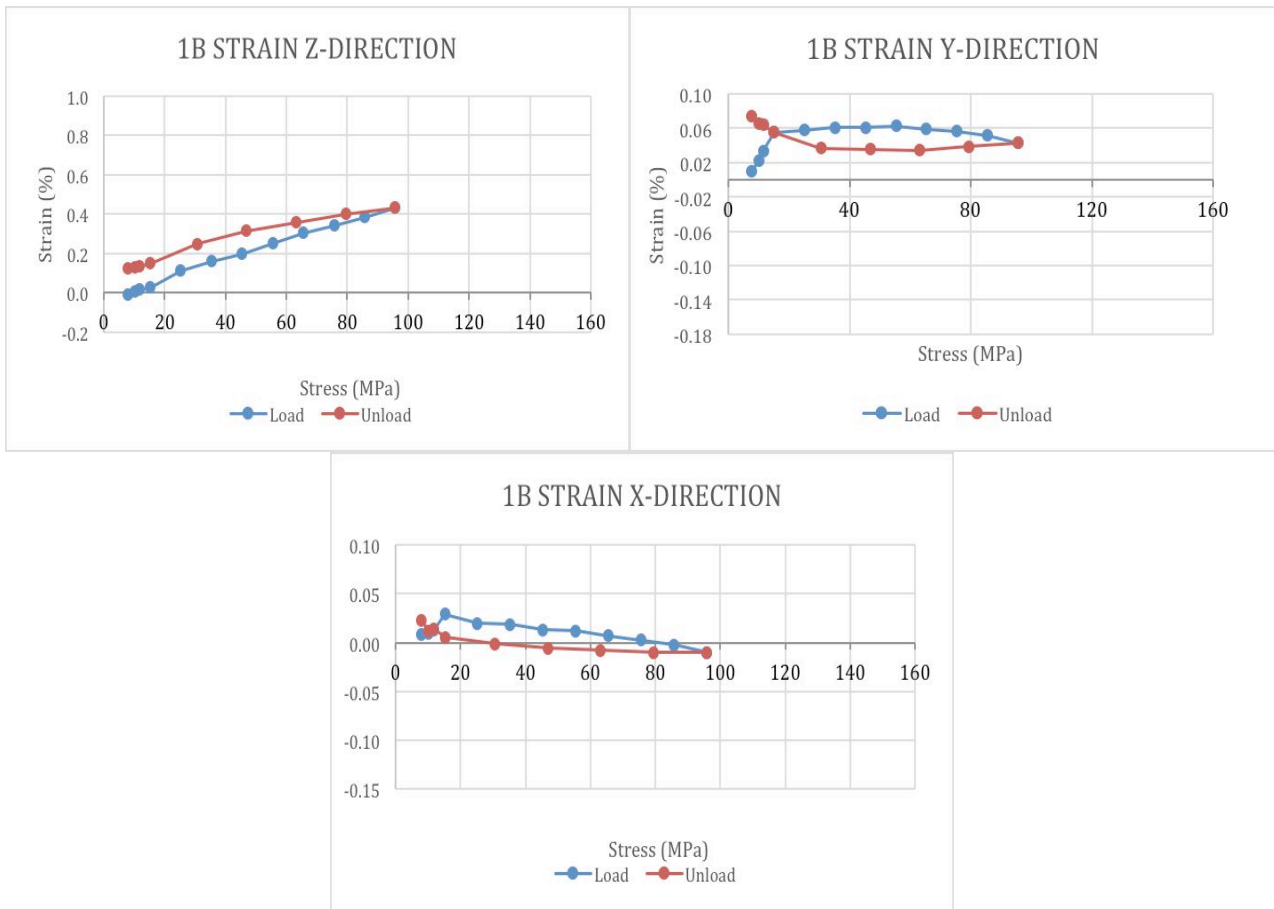 1B STRAIN Z-DIRECTION
1.0
0.8
0.6
0.4
0.2
0.0
-0.2
Strain (%)
0 20 40 60 80 100 120 140 160
Stress (MPa)
Load Unload
1B STRAIN Y-DIRECTION
0.10
0.06
0.02
-0.02
-0.06
-0.10
-0.14
-0.18
Strain (%)
0 40 80 120 160
Stress (MPa)
Load Unload
1B STRAIN X-DIRECTION
0.10
0.05
0.00
-0.05
-0.10
-0.15
0 20 40 60 80 100 120 140 160
Stress (MPa)
Load Unload